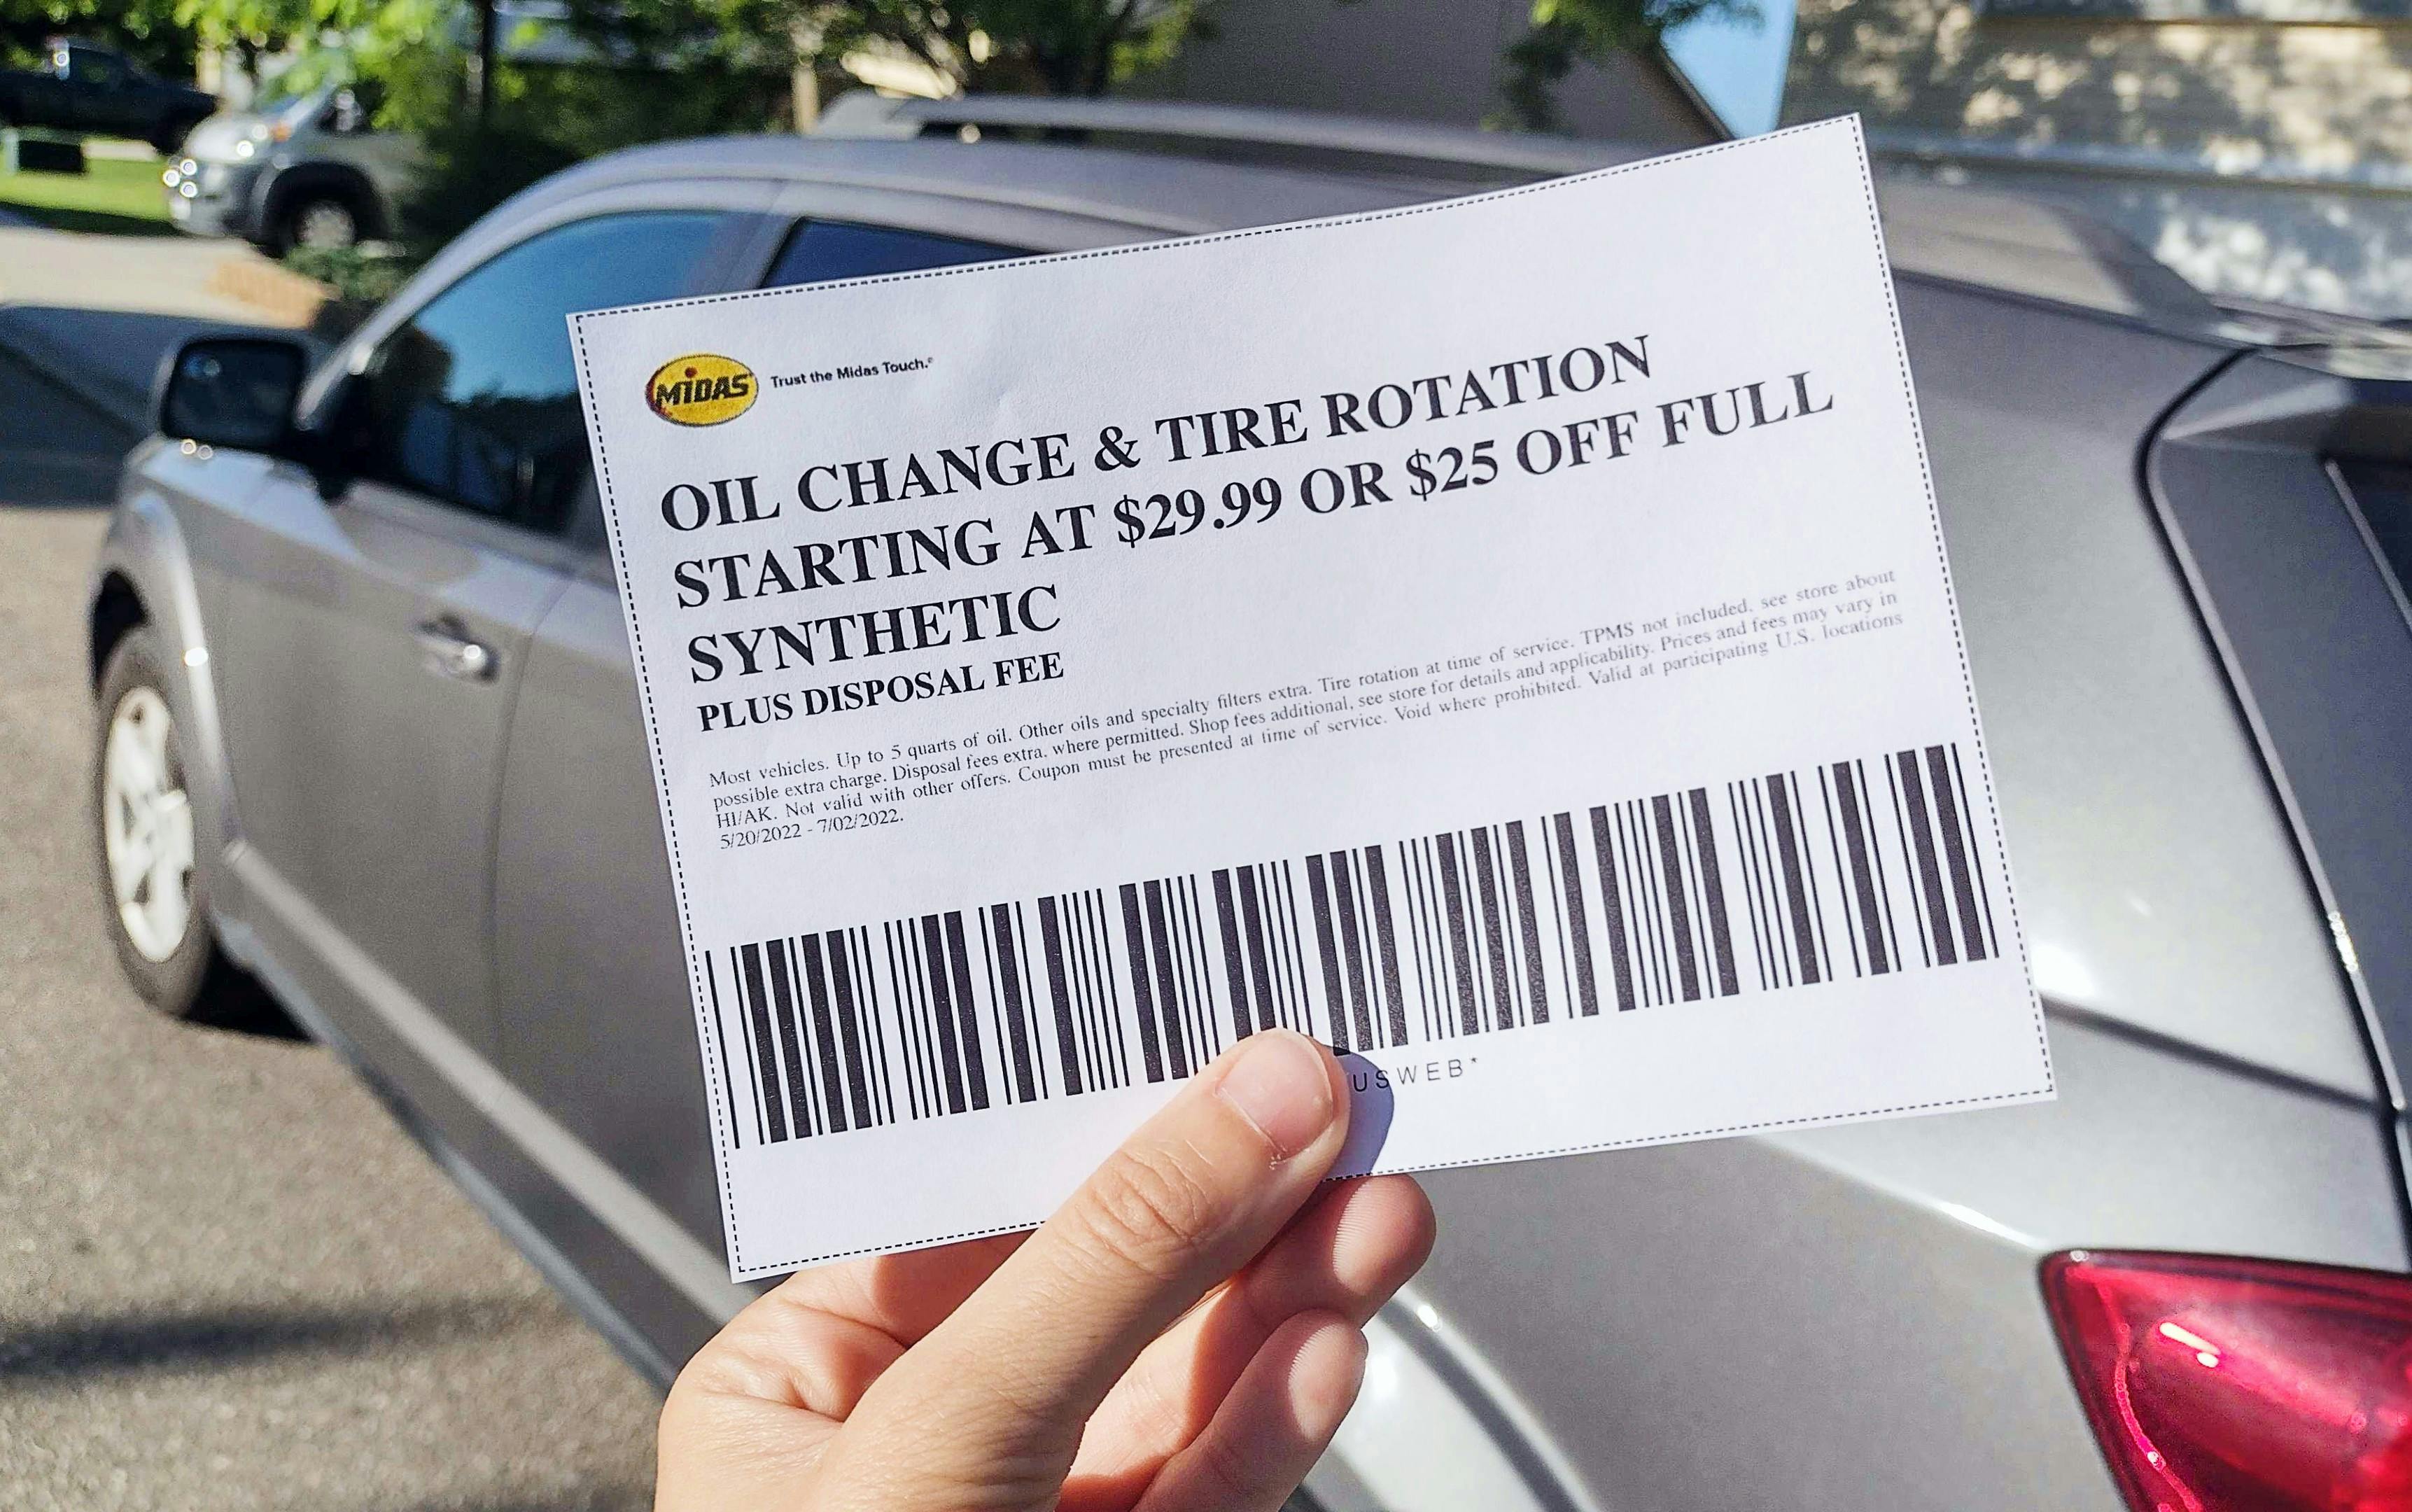 MIDAS Trust the Midas Touch.®
OIL CHANGE & TIRE ROTATION
STARTING AT $29.99 OR $25 OFF FULL
SYNTHETIC
PLUS DISPOSAL FEE
Most vehicles. Up to 5 quarts of oil. Other oils and specialty filters extra. Tire rotation at time of service. TPMS not included, see store about
possible extra charge. Disposal fees extra, where permitted. Shop fees additional, see store for details and applicability. Prices and fees may vary in
HI/AK. Not valid with other offers. Coupon must be presented at time of service. Void where prohibited. Valid at participating U.S. locations
5/20/2022 - 7/02/2022.
USWEB*